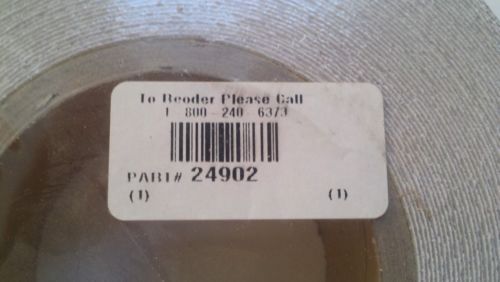 To Reoder Please Call
1-800-240-6373
PART# 24902
(1) (1)